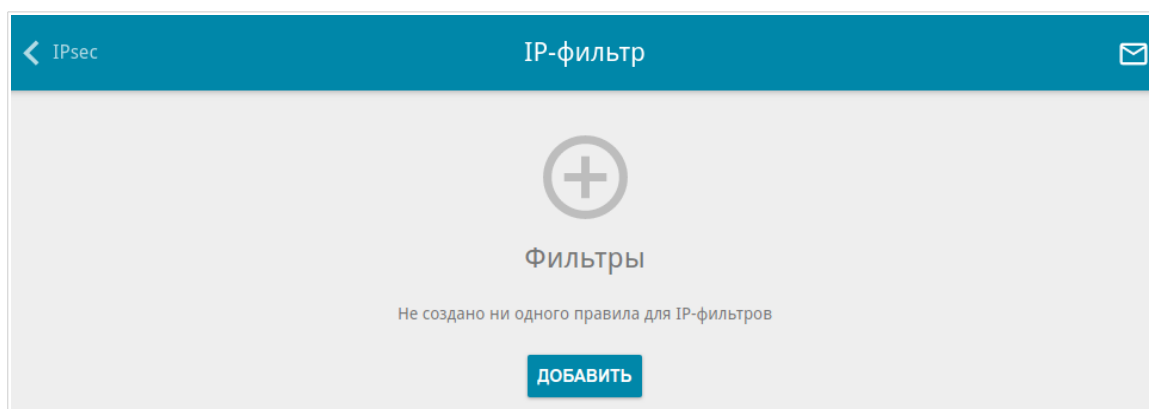 IPsec
IP-фильтр
Фильтры
Не создано ни одного правила для IP-фильтров
ДОБАВИТЬ